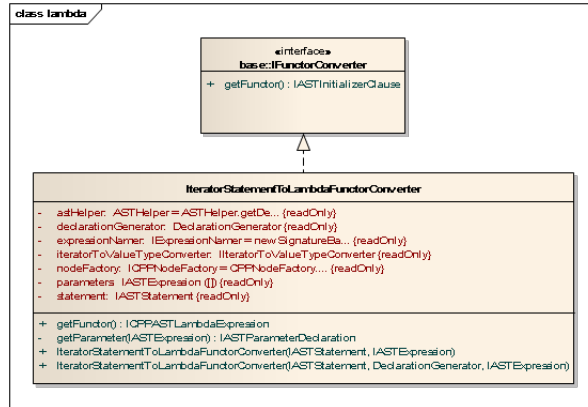 class lambda
«interface»
base::IFunctorConverter
+ getFunctor() : IASTInitializerClause
IteratorStatementToLambdaFunctorConverter
- astHelper: ASTHelper = ASTHelper.getDe... {readOnly}
- declarationGenerator: DeclarationGenerator {readOnly}
- expressionNamer: IExpressionNamer = new SignatureBa... {readOnly}
- iteratorToValueTypeConverter: IIteratorToValueTypeConverter {readOnly}
- nodeFactory: ICPPNodeFactory = CPPNodeFactory.... {readOnly}
- parameters: IASTExpression ([]) {readOnly}
- statement: IASTStatement {readOnly}
+ getFunctor() : ICPPASTLambdaExpression
- getParameter(IASTExpression) : IASTParameterDeclaration
+ IteratorStatementToLambdaFunctorConverter(IASTStatement, IASTExpression)
+ IteratorStatementToLambdaFunctorConverter(IASTStatement, DeclarationGenerator, IASTExpression)